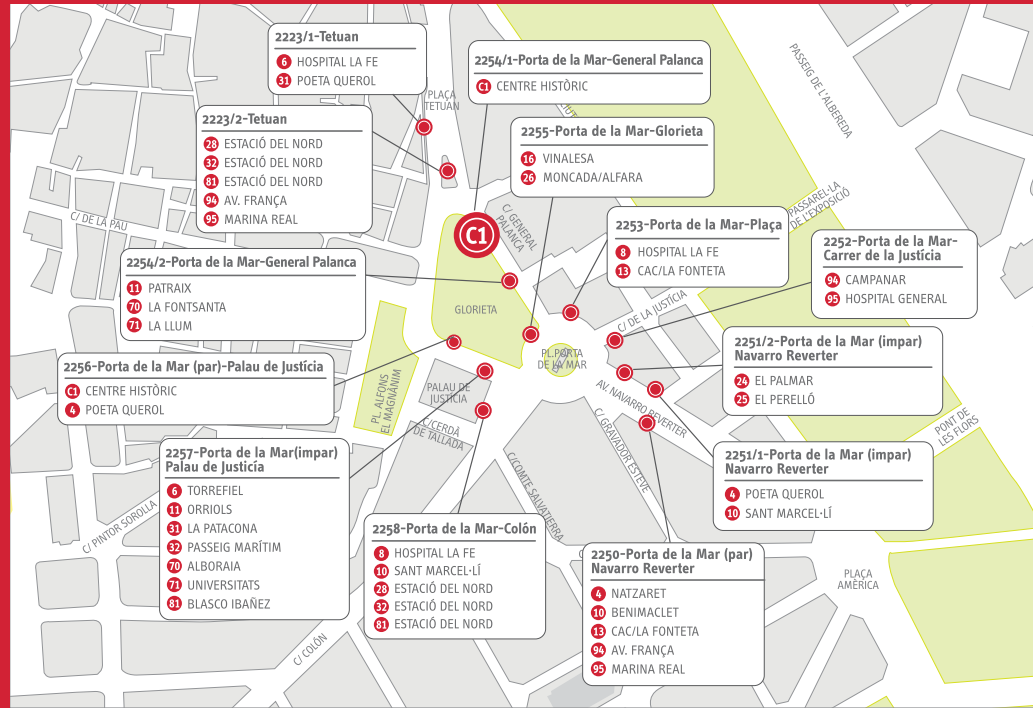 2223/1-Tetuan
6 HOSPITAL LA FE
31 POETA QUEROL
2254/1-Porta de la Mar-General Palanca
C1 CENTRE HISTÒRIC
PLAÇA
TETUAN
PASSEIG DE L'ALBEREDA
2223/2-Tetuan
28 ESTACIÓ DEL NORD
32 ESTACIÓ DEL NORD
81 ESTACIÓ DEL NORD
94 AV. FRANÇA
95 MARINA REAL
2255-Porta de la Mar-Glorieta
16 VINALESA
26 MONCADA/ALFARA
C/ DE LA PAU
C1
C/ GENERAL
PALANCA
PASSAREL·LA
DE L'EXPOSICIÓ
2253-Porta de la Mar-Plaça
8 HOSPITAL LA FE
13 CAC/LA FONTETA
2252-Porta de la Mar-
Carrer de la Justícia
94 CAMPANAR
95 HOSPITAL GENERAL
2254/2-Porta de la Mar-General Palanca
11 PATRAIX
70 LA FONTSANTA
71 LA LLUM
GLORIETA
C/ DE LA JUSTÍCIA
PL.PORTA
DE LA MAR
2251/2-Porta de la Mar (impar)
Navarro Reverter
24 EL PALMAR
25 EL PERELLÓ
2256-Porta de la Mar (par)-Palau de Justícia
C1 CENTRE HISTÒRIC
4 POETA QUEROL
PL. ALFONS
EL MAGNÀNIM
PALAU DE
JUSTÍCIA
C/CERDÀ
DE TALLADA
AV. NAVARRO REVERTER
C/GRAVADOR ESTEVE
C/COMTE SALVATIERRA
PONT DE
LES FLORS
2257-Porta de la Mar(impar)
Palau de Justicía
6 TORREFIEL
11 ORRIOLS
31 LA PATACONA
32 PASSEIG MARÍTIM
70 ALBORAIA
71 UNIVERSITATS
81 BLASCO IBAÑEZ
2251/1-Porta de la Mar (impar)
Navarro Reverter
4 POETA QUEROL
10 SANT MARCEL·LÍ
C/ PINTOR SOROLLA
2258-Porta de la Mar-Colón
8 HOSPITAL LA FE
10 SANT MARCEL·LÍ
28 ESTACIÓ DEL NORD
32 ESTACIÓ DEL NORD
81 ESTACIÓ DEL NORD
2250-Porta de la Mar (par)
Navarro Reverter
4 NATZARET
10 BENIMACLET
13 CAC/LA FONTETA
94 AV. FRANÇA
95 MARINA REAL
PLAÇA
AMÈRICA
C/ COLÓN